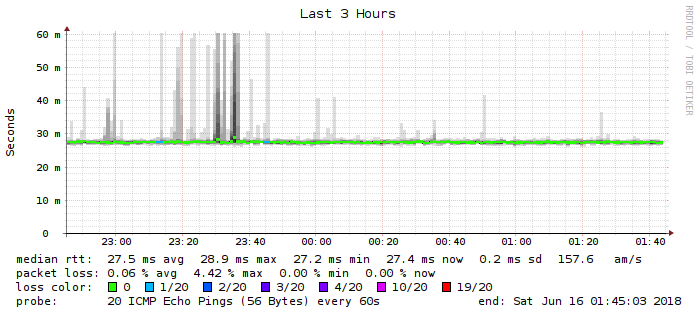 Last 3 Hours
RRDTOOL / TOBI OETIKER
Seconds
60 m
50 m
40 m
30 m
20 m
10 m
0
23:00 23:20 23:40 00:00 00:20 00:40 01:00 01:20 01:40
median rtt: 27.5 ms avg 28.9 ms max 27.2 ms min 27.4 ms now 0.2 ms sd 157.6 am/s
packet loss: 0.06 % avg 4.42 % max 0.00 % min 0.00 % now
loss color: 0 1/20 2/20 3/20 4/20 10/20 19/20
probe: 20 ICMP Echo Pings (56 Bytes) every 60s end: Sat Jun 16 01:45:03 2018